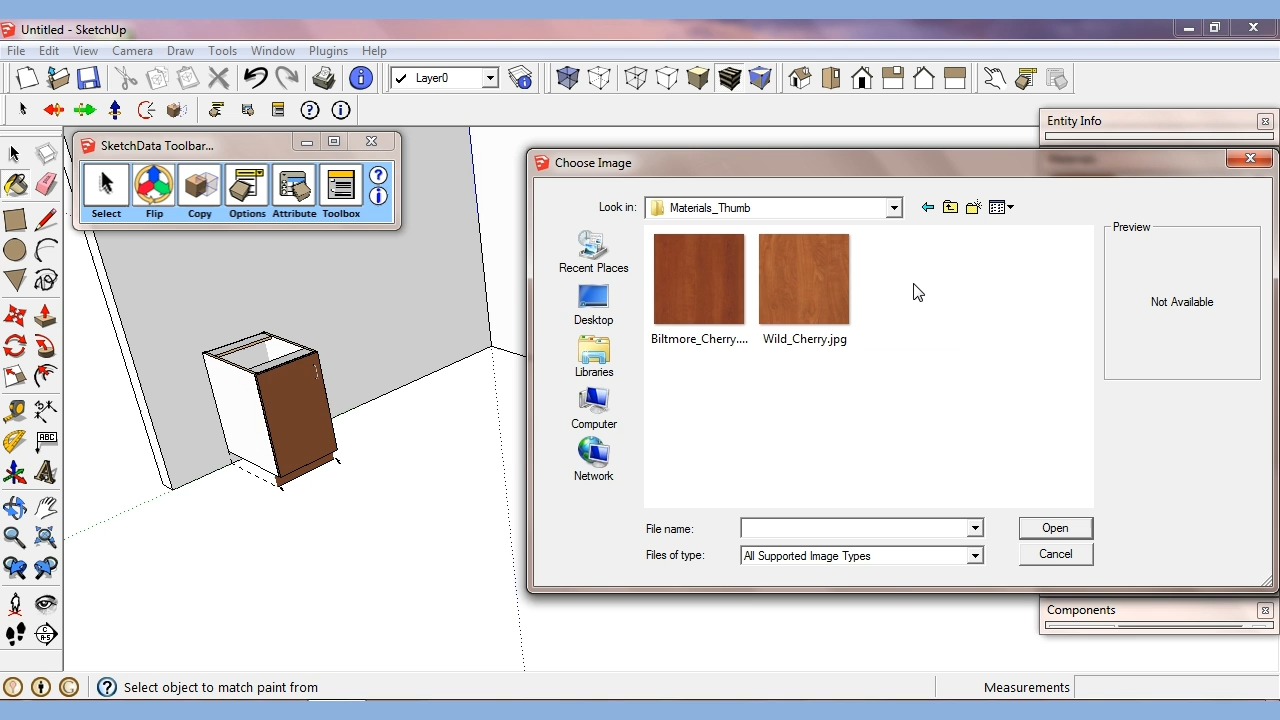 Untitled - SketchUp
File Edit View Camera Draw Tools Window Plugins Help
Layer0
Entity Info
SketchData Toolbar...
Select Flip Copy Options Attribute Toolbox
Choose Image
Materials
Look in: Materials_Thumb
Recent Places
Desktop
Libraries
Computer
Network
Biltmore_Cherry....
Wild_Cherry.jpg
Preview
Not Available
File name:
Open
Files of type: All Supported Image Types
Cancel
ABC
Components
Select object to match paint from
Measurements